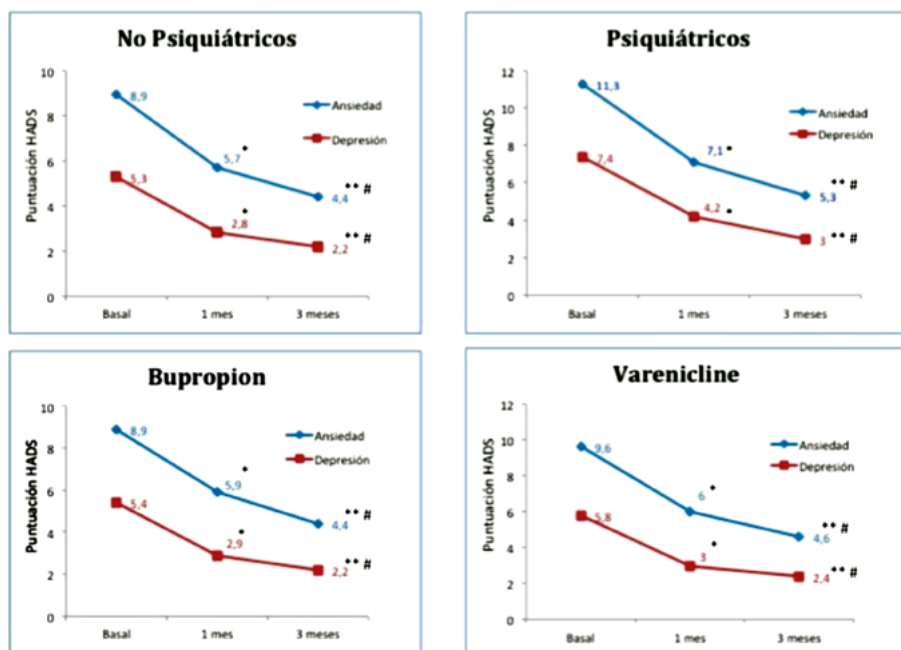 No Psiquiátricos
Puntuación HADS
10
8
6
4
2
0
8,9
5,7
*
4,4
** #
5,3
2,8
*
2,2
** #
Ansiedad
Depresión
Basal
1 mes
3 meses
Psiquiátricos
Puntuación HADS
12
10
8
6
4
2
0
11,3
7,1
*
5,3
** #
7,4
4,2
*
3
** #
Ansiedad
Depresión
Basal
1 mes
3 meses
Bupropion
Puntuación HADS
10
8
6
4
2
0
8,9
5,9
*
4,4
** #
5,4
2,9
*
2,2
** #
Ansiedad
Depresión
Basal
1 mes
3 meses
Varenicline
Puntuación HADS
12
10
8
6
4
2
0
9,6
6
*
4,6
** #
5,8
3
*
2,4
** #
Ansiedad
Depresión
Basal
1 mes
3 meses